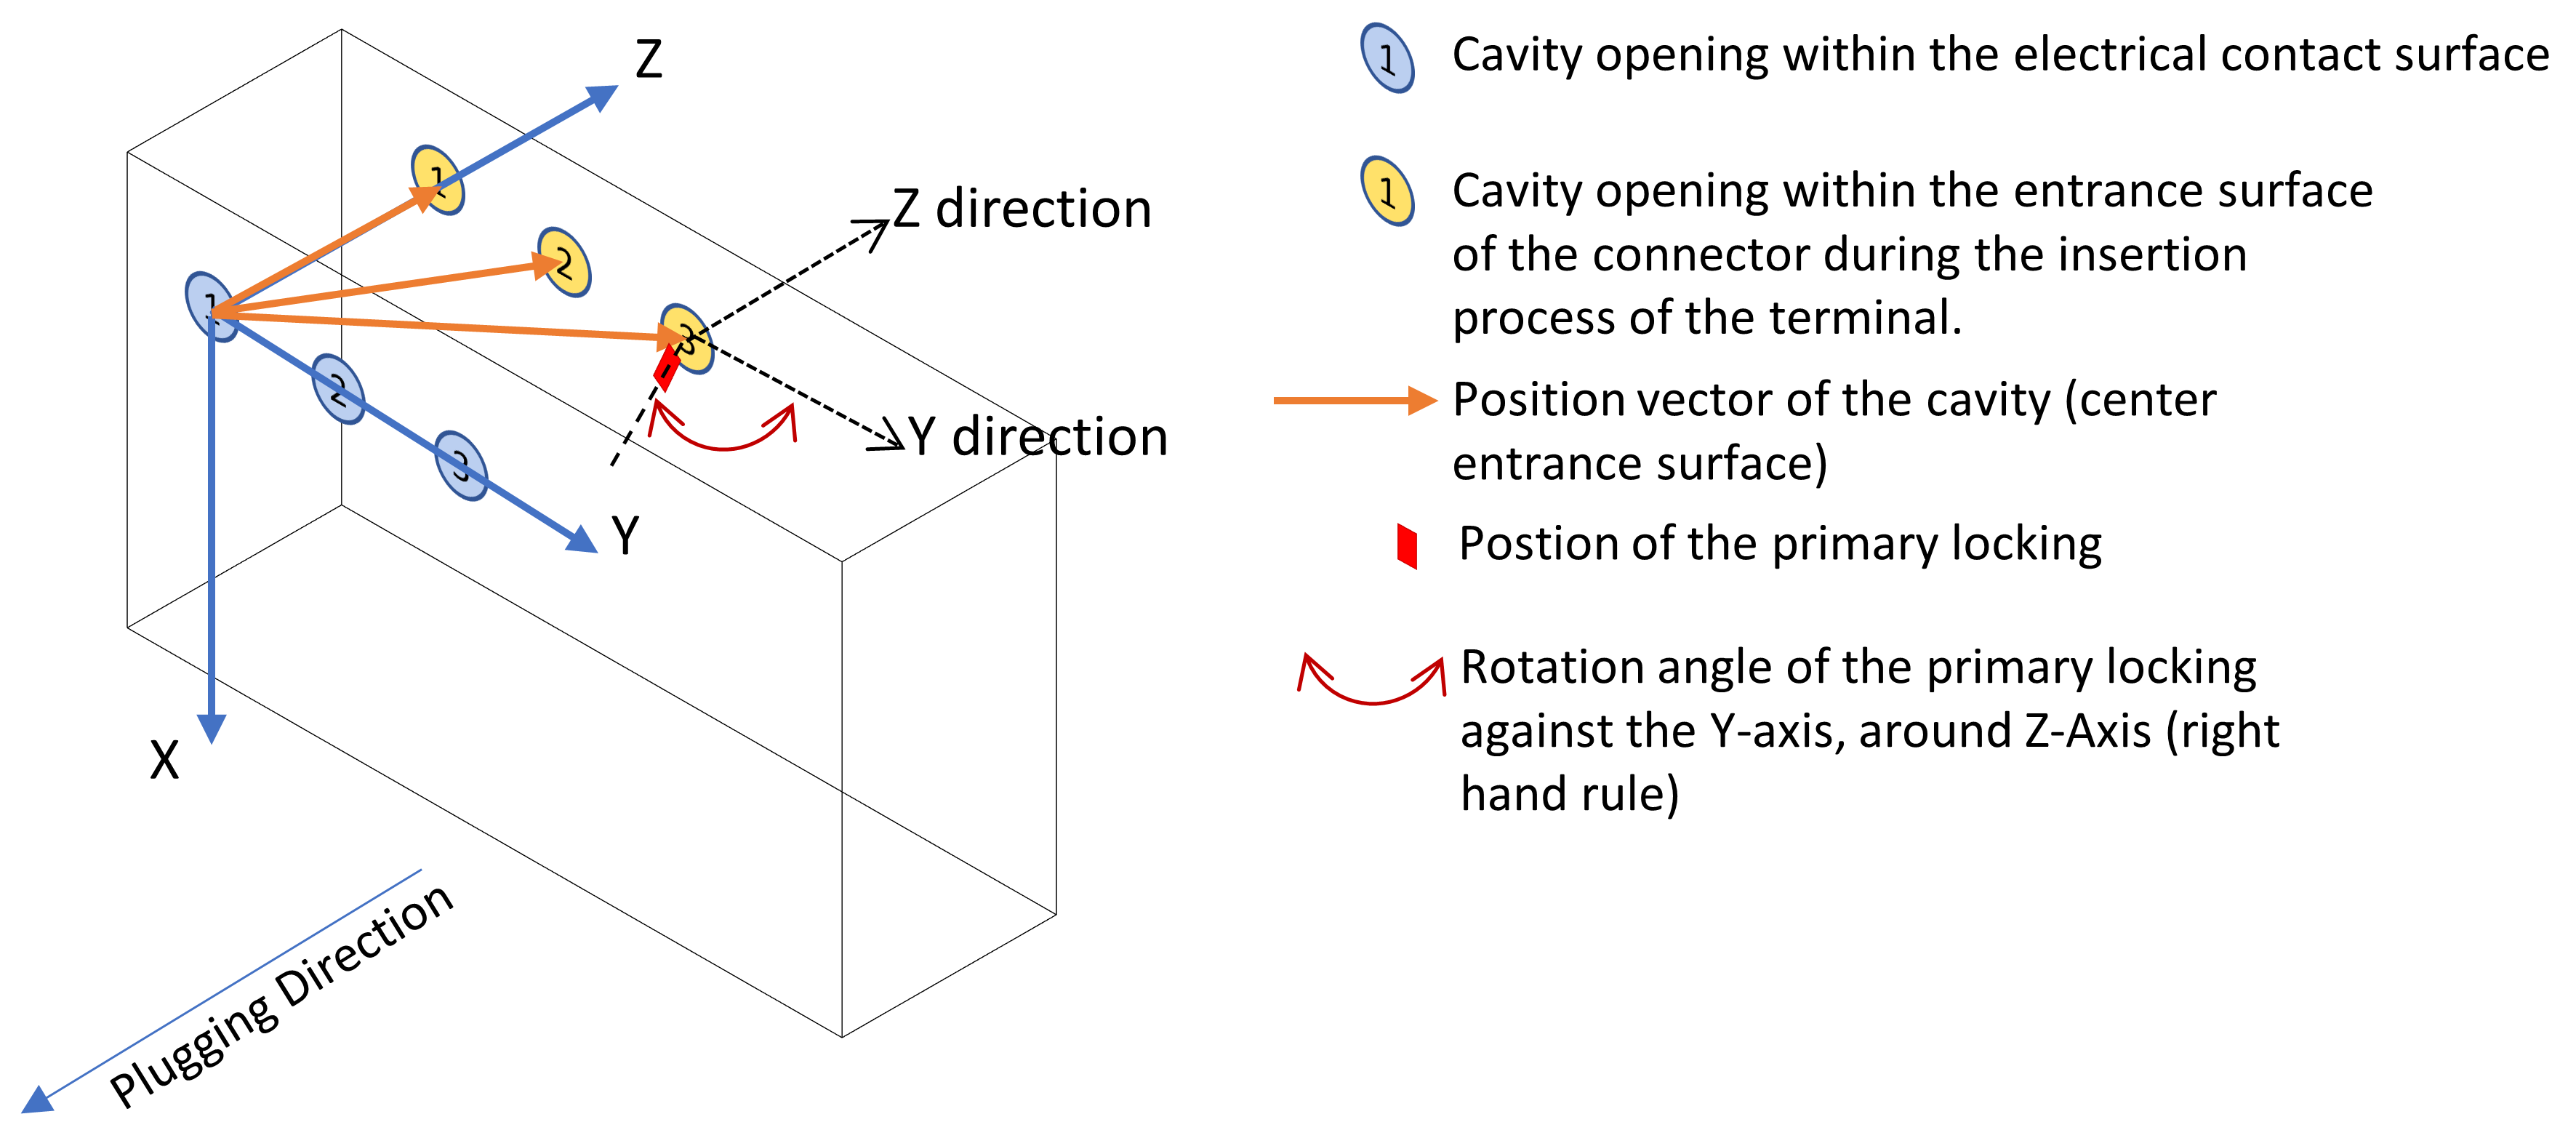 Z
1
2
3
Z direction
Y direction
1
2
3
Y
X
Plugging Direction
1 Cavity opening within the electrical contact surface
1 Cavity opening within the entrance surface
of the connector during the insertion
process of the terminal.
Position vector of the cavity (center
entrance surface)
Postion of the primary locking
Rotation angle of the primary locking
against the Y-axis, around Z-Axis (right
hand rule)